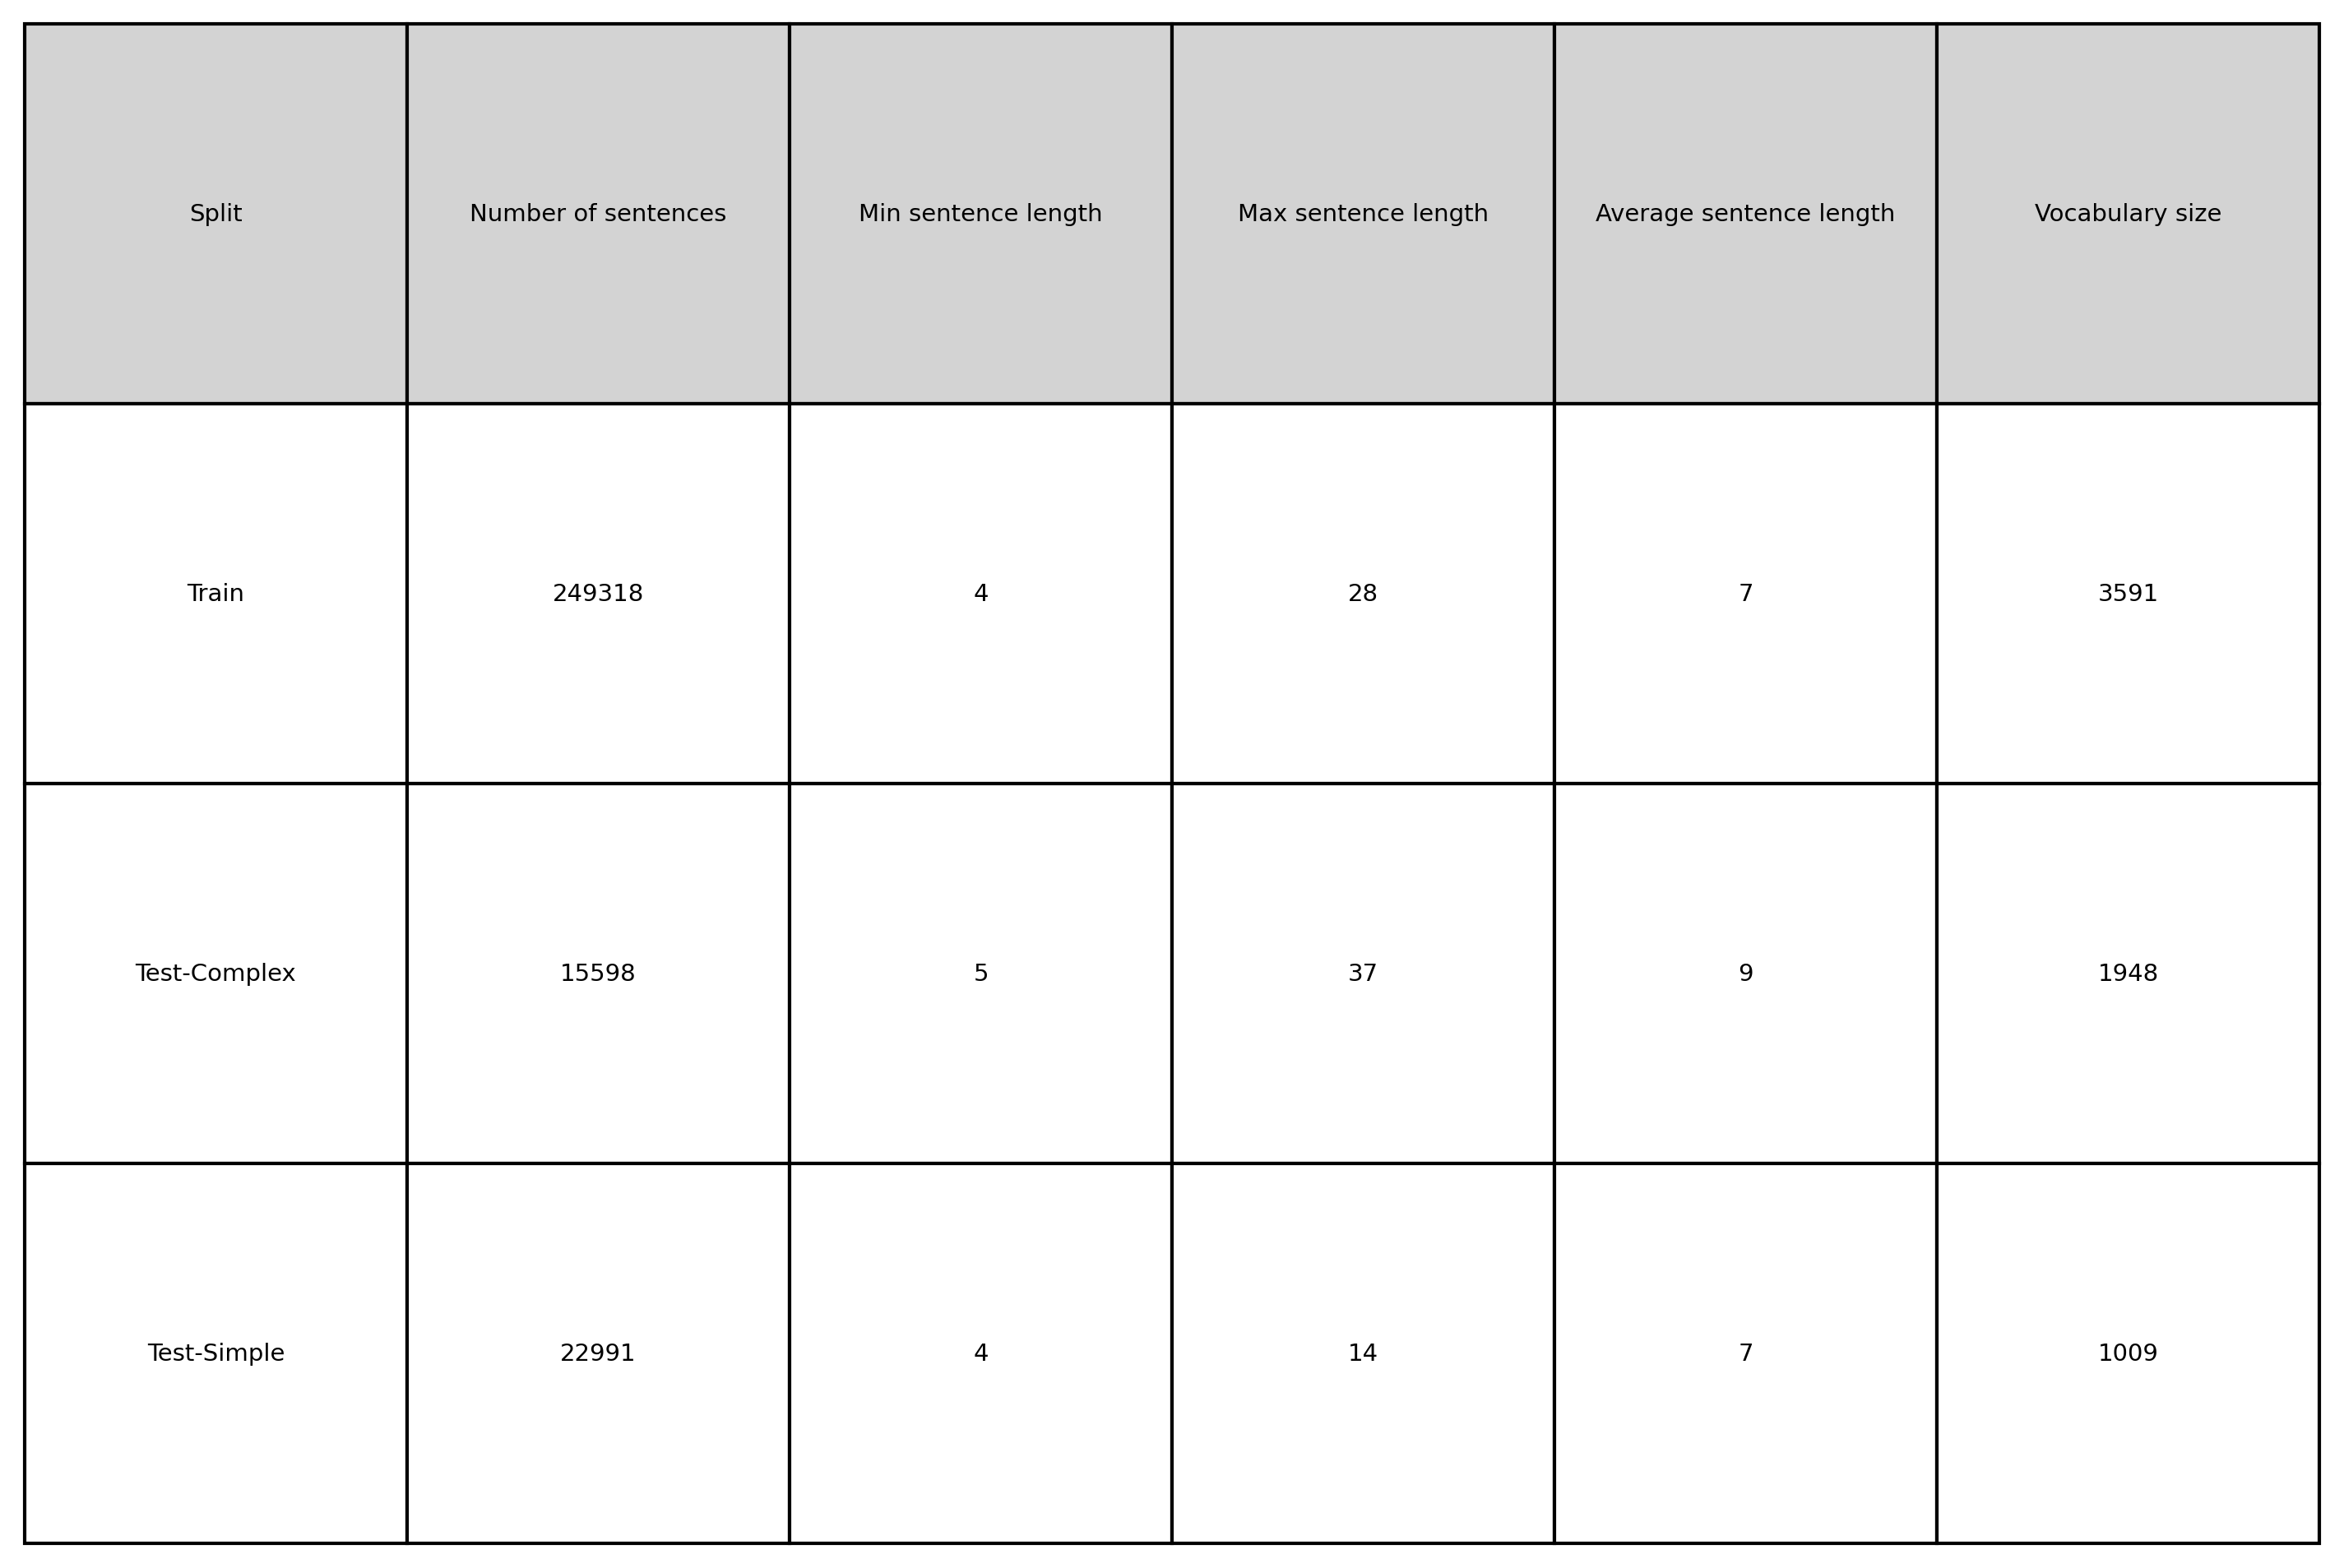 Split Number of sentences Min sentence length Max sentence length Average sentence length Vocabulary size
Train 249318 4 28 7 3591
Test-Complex 15598 5 37 9 1948
Test-Simple 22991 4 14 7 1009